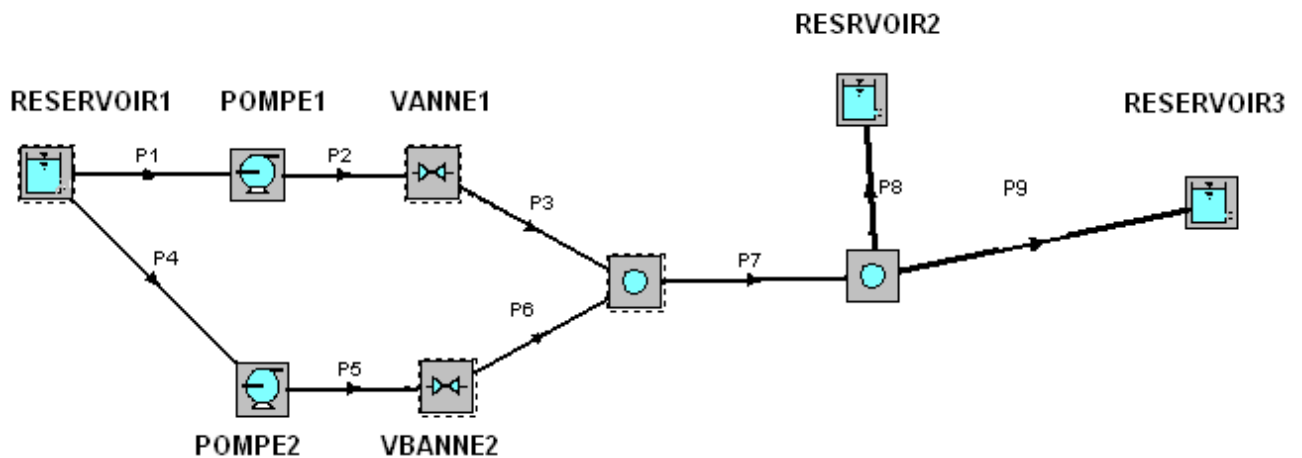 RESRVOIR2
RESERVOIR1 POMPE1 VANNE1 RESERVOIR3
P1 P2 P3 P8 P9
P4 P7
P6
P5
POMPE2 VBANNE2